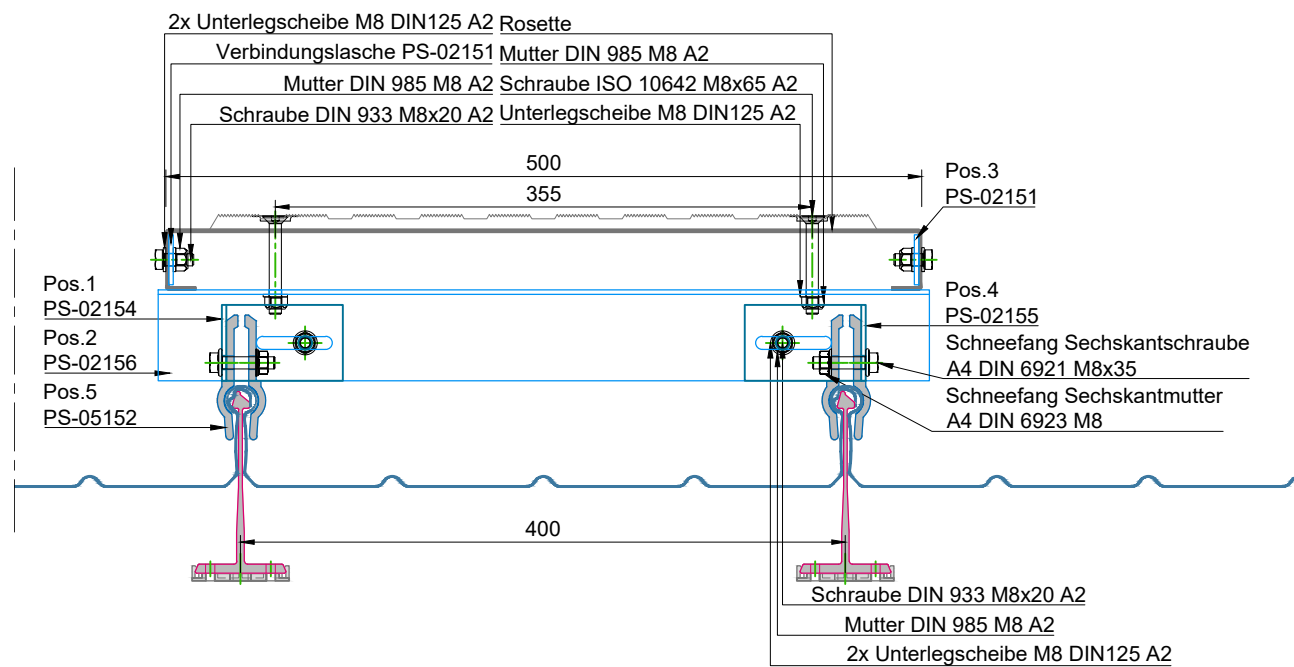 2x Unterlegscheibe M8 DIN125 A2
Verbindungslasche PS-02151
Mutter DIN 985 M8 A2
Schraube DIN 933 M8x20 A2
Rosette
Mutter DIN 985 M8 A2
Schraube ISO 10642 M8x65 A2
Unterlegscheibe M8 DIN125 A2
500
355
Pos.3
PS-02151
Pos.1
PS-02154
Pos.2
PS-02156
Pos.5
PS-05152
Pos.4
PS-02155
Schneefang Sechskantschraube
A4 DIN 6921 M8x35
Schneefang Sechskantmutter
A4 DIN 6923 M8
400
Schraube DIN 933 M8x20 A2
Mutter DIN 985 M8 A2
2x Unterlegscheibe M8 DIN125 A2